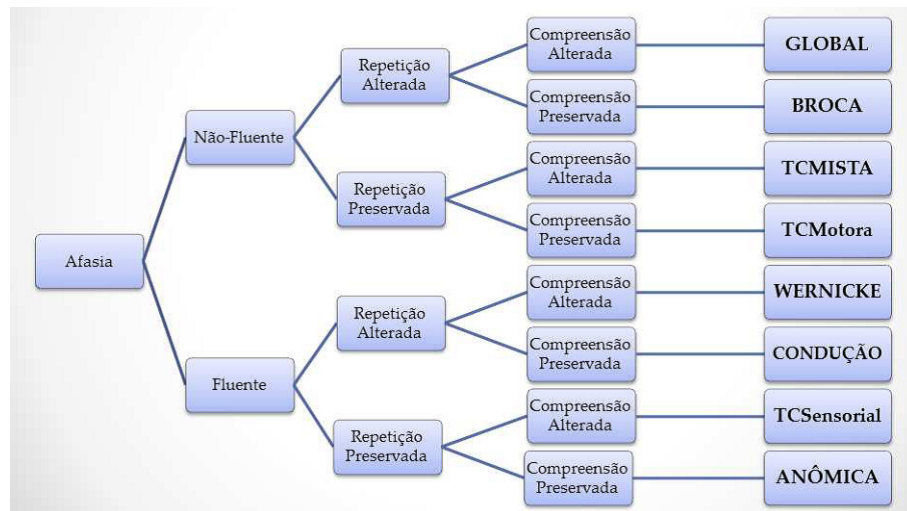 Afasia
Não-Fluente
Repetição
Alterada
Compreensão
Alterada
GLOBAL
Compreensão
Preservada
BROCA
Repetição
Preservada
Compreensão
Alterada
TCMISTA
Compreensão
Preservada
TCMotora
Fluente
Repetição
Alterada
Compreensão
Alterada
WERNICKE
Compreensão
Preservada
CONDUÇÃO
Repetição
Preservada
Compreensão
Alterada
TCSensorial
Compreensão
Preservada
ANÔMICA